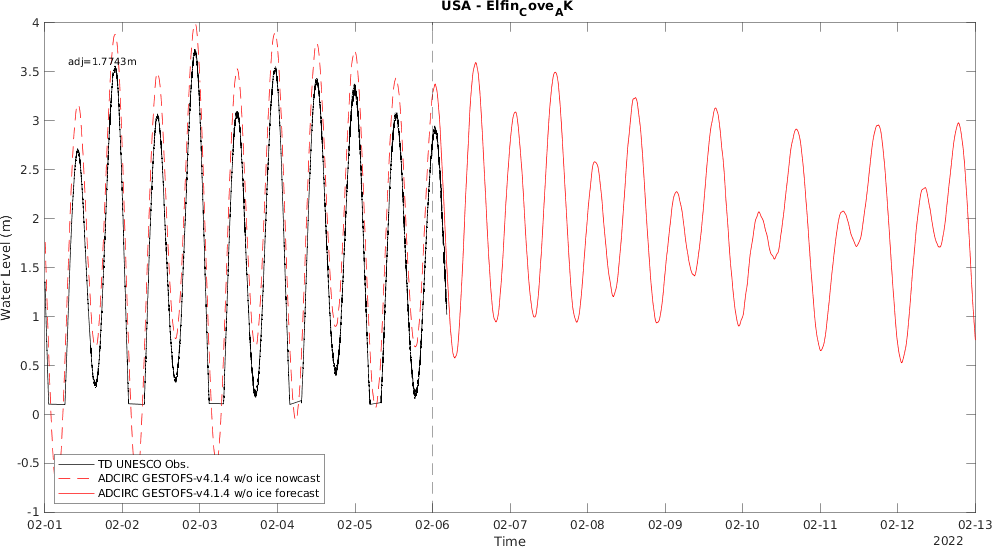 USA - Elfin_Cove_AK
adj=1.7743m
Water Level (m)
4
3.5
3
2.5
2
1.5
1
0.5
0
-0.5
-1
TD UNESCO Obs.
ADCIRC GESTOFS-v4.1.4 w/o ice nowcast
ADCIRC GESTOFS-v4.1.4 w/o ice forecast
02-01 02-02 02-03 02-04 02-05 02-06 02-07 02-08 02-09 02-10 02-11 02-12 02-13
Time
2022